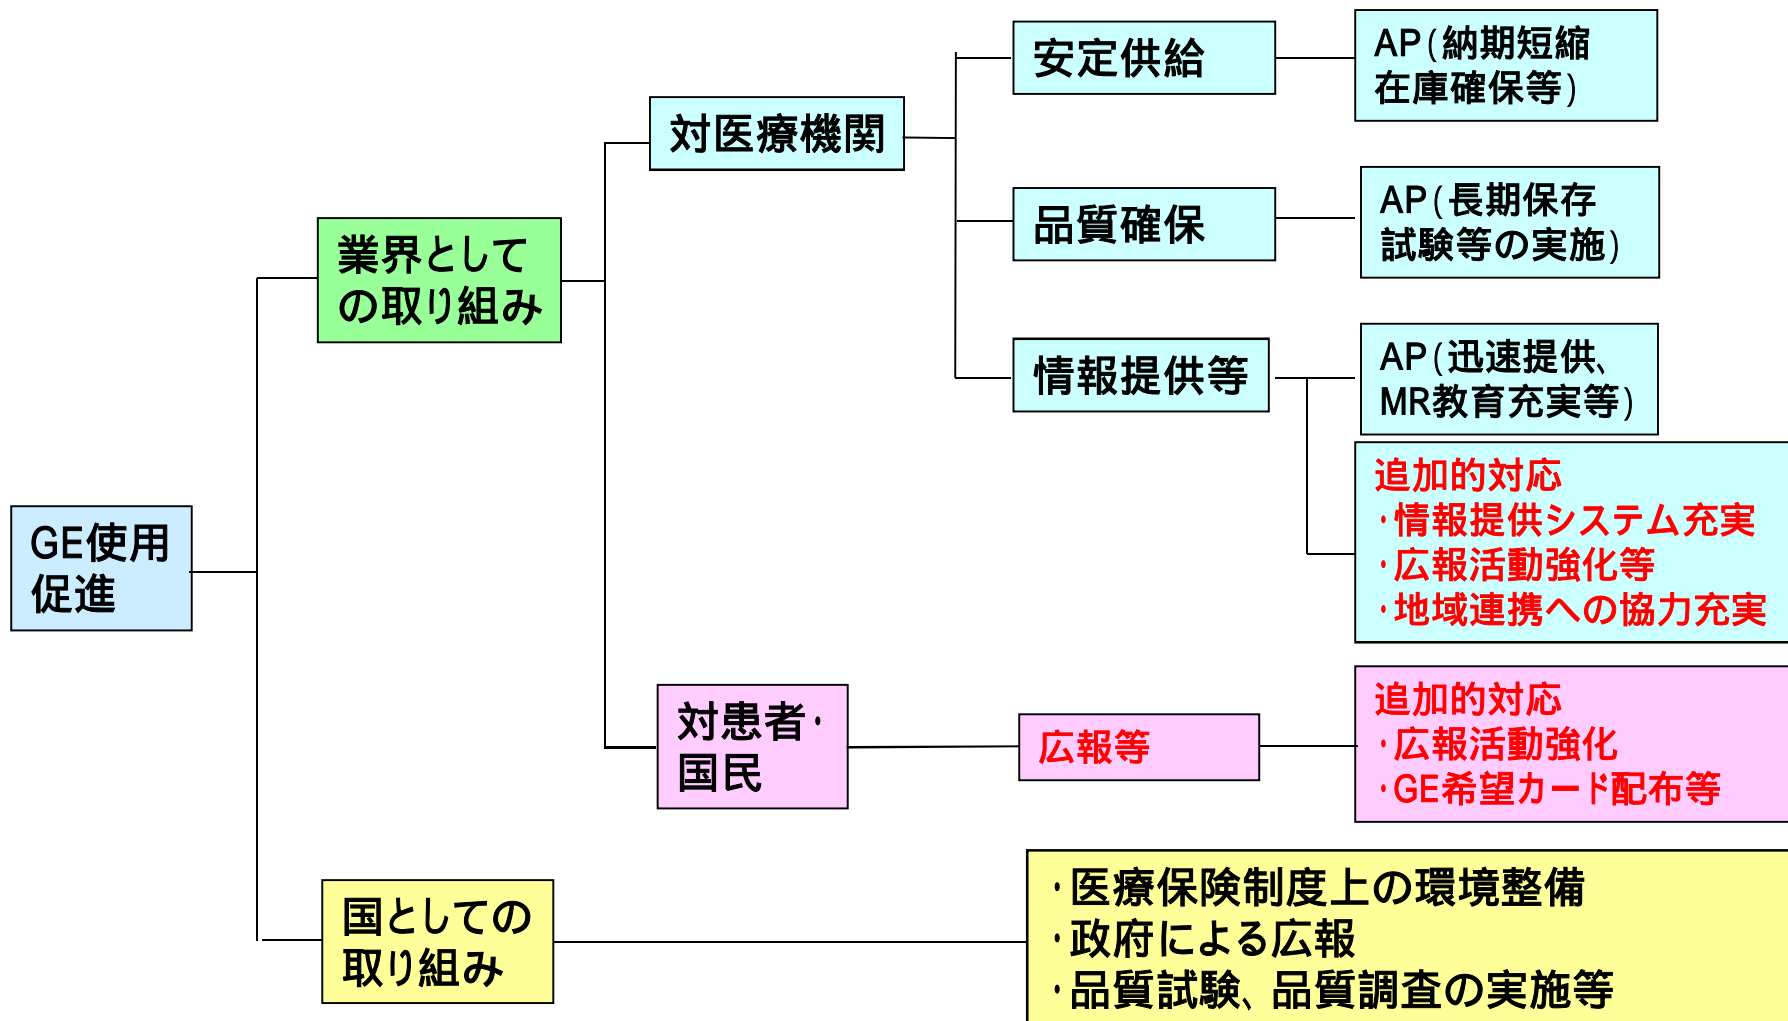 GE使用
促進
業界として
の取り組み
対医療機関
安定供給
AP(納期短縮
在庫確保等)
品質確保
AP(長期保存
試験等の実施)
情報提供等
AP(迅速提供、
MR教育充実等)
追加的対応
・情報提供システム充実
・広報活動強化等
・地域連携への協力充実
対患者・
国民
広報等
追加的対応
・広報活動強化
・GE希望カード配布等
国としての
取り組み
・医療保険制度上の環境整備
・政府による広報
・品質試験、品質調査の実施等